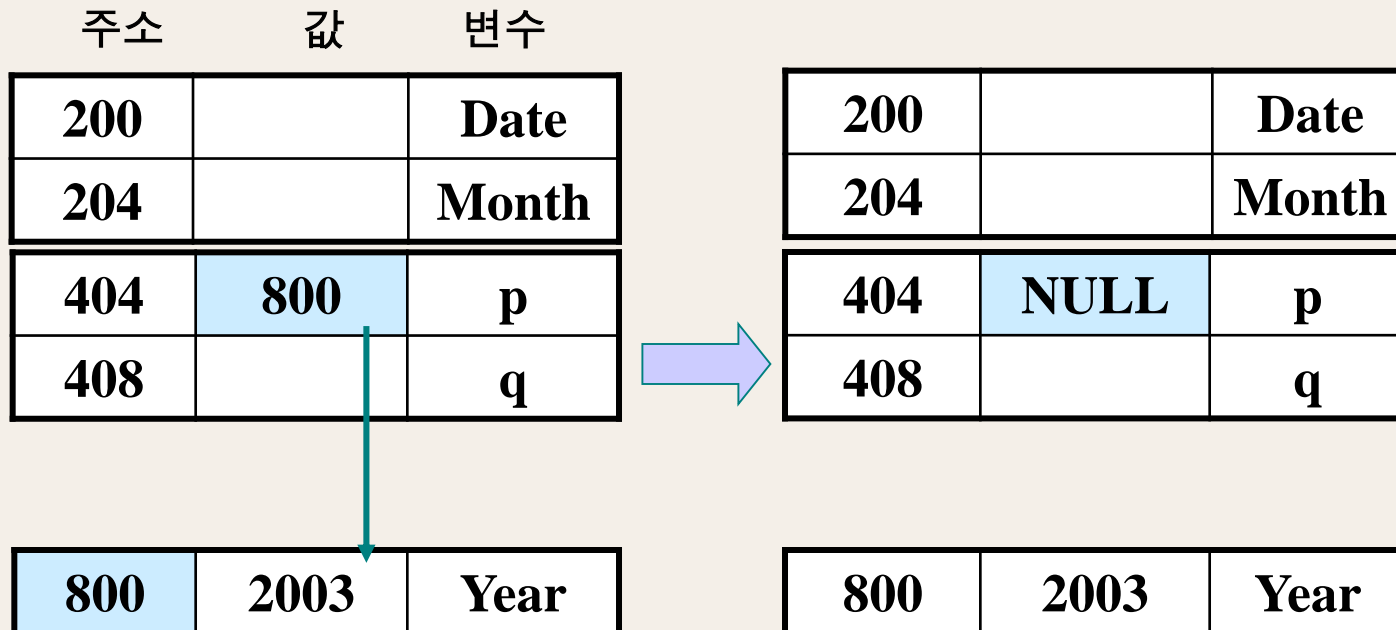 주소 값 변수
200 Date
204 Month
404 800 p
408 q
800 2003 Year
200 Date
204 Month
404 NULL p
408 q
800 2003 Year